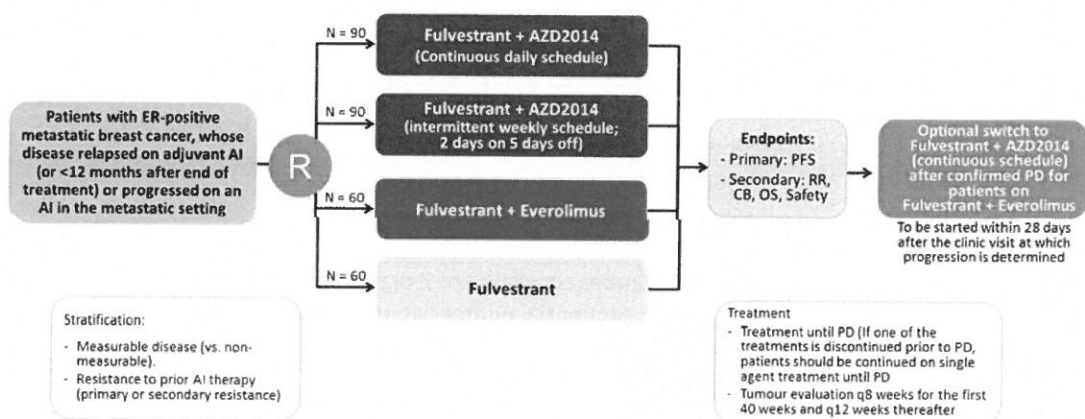 Patients with ER-positive
metastatic breast cancer, whose
disease relapsed on adjuvant AI
(or <12 months after end of
treatment) or progressed on an
AI in the metastatic setting
R
N = 90
Fulvestrant + AZD2014
(Continuous daily schedule)
N = 90
Fulvestrant + AZD2014
(intermittent weekly schedule;
2 days on 5 days off)
N = 60
Fulvestrant + Everolimus
N = 60
Fulvestrant
Endpoints:
- Primary: PFS
- Secondary: RR,
CB, OS, Safety
Optional switch to
Fulvestrant + AZD2014
(continuous schedule)
after confirmed PD for
patients on
Fulvestrant + Everolimus
To be started within 28 days
after the clinic visit at which
progression is determined
Stratification:
- Measurable disease (vs. non-
measurable).
- Resistance to prior AI therapy
(primary or secondary resistance)
Treatment
- Treatment until PD (If one of the
treatments is discontinued prior to PD,
patients should be continued on single
agent treatment until PD
- Tumour evaluation q8 weeks for the first
40 weeks and q12 weeks thereafter